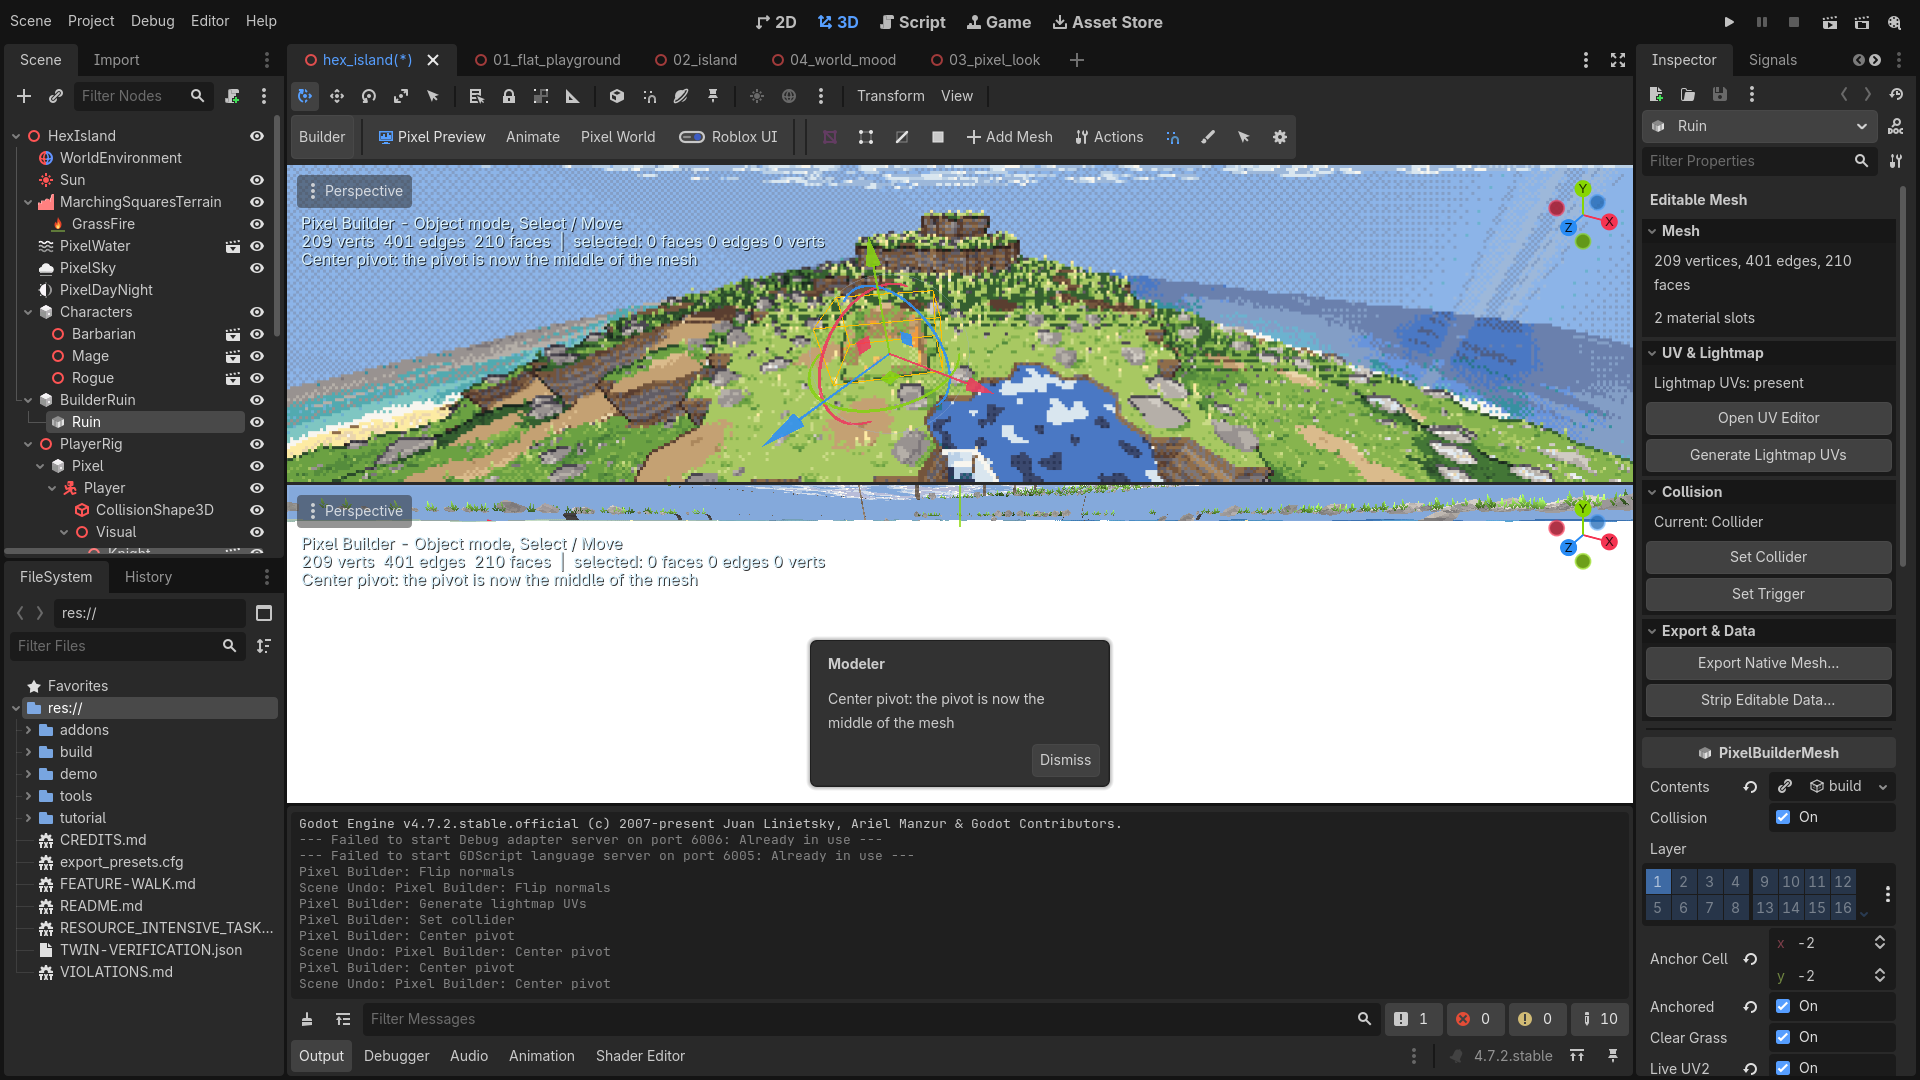 Scene Project Debug Editor Help
2D 3D Script Game Asset Store
Scene Import
Filter Nodes
HexIsland
WorldEnvironment
Sun
MarchingSquaresTerrain
GrassFire
PixelWater
PixelSky
PixelDayNight
Characters
Barbarian
Mage
Rogue
BuilderRuin
Ruin
PlayerRig
Pixel
Player
CollisionShape3D
Visual
Knight
FileSystem History
res://
Filter Files
Favorites
res://
addons
build
demo
tools
tutorial
CREDITS.md
export_presets.cfg
FEATURE-WALK.md
README.md
RESOURCE_INTENSIVE_TASK...
TWIN-VERIFICATION.json
VIOLATIONS.md
hex_island(*) 01_flat_playground 02_island 04_world_mood 03_pixel_look
Transform View
Builder Pixel Preview Animate Pixel World Roblox UI Add Mesh Actions
Perspective
Pixel Builder - Object mode, Select / Move
209 verts 401 edges 210 faces | selected: 0 faces 0 edges 0 verts
Center pivot: the pivot is now the middle of the mesh
Y
X
Z
Perspective
Pixel Builder - Object mode, Select / Move
209 verts 401 edges 210 faces | selected: 0 faces 0 edges 0 verts
Center pivot: the pivot is now the middle of the mesh
Y
X
Z
Modeler
Center pivot: the pivot is now the
middle of the mesh
Dismiss
Godot Engine v4.7.2.stable.official (c) 2007-present Juan Linietsky, Ariel Manzur & Godot Contributors.
--- Failed to start Debug adapter server on port 6006: Already in use ---
--- Failed to start GDScript language server on port 6005: Already in use ---
Pixel Builder: Flip normals
Scene Undo: Pixel Builder: Flip normals
Pixel Builder: Generate lightmap UVs
Pixel Builder: Set collider
Pixel Builder: Center pivot
Scene Undo: Pixel Builder: Center pivot
Pixel Builder: Center pivot
Scene Undo: Pixel Builder: Center pivot
Filter Messages 1 0 0 10
Output Debugger Audio Animation Shader Editor 4.7.2.stable
Inspector Signals
Ruin
Filter Properties
Editable Mesh
Mesh
209 vertices, 401 edges, 210
faces
2 material slots
UV & Lightmap
Lightmap UVs: present
Open UV Editor
Generate Lightmap UVs
Collision
Current: Collider
Set Collider
Set Trigger
Export & Data
Export Native Mesh...
Strip Editable Data...
PixelBuilderMesh
Contents build
Collision On
Layer
1 2 3 4 9 10 11 12
5 6 7 8 13 14 15 16
Anchor Cell x -2
y -2
Anchored On
Clear Grass On
Live UV2 On